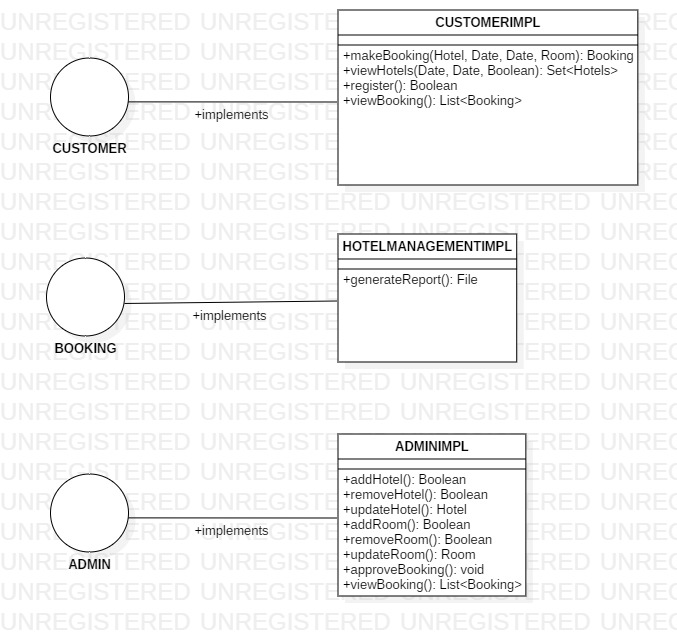 CUSTOMERIMPL
+makeBooking(Hotel, Date, Date, Room): Booking
+viewHotels(Date, Date, Boolean): Set<Hotels>
+register(): Boolean
+viewBooking(): List<Booking>
+implements
CUSTOMER
HOTELMANAGEMENTIMPL
+generateReport(): File
+implements
BOOKING
ADMINIMPL
+addHotel(): Boolean
+removeHotel(): Boolean
+updateHotel(): Hotel
+addRoom(): Boolean
+removeRoom(): Boolean
+updateRoom(): Room
+approveBooking(): void
+viewBooking(): List<Booking>
+implements
ADMIN
UNREGISTERED